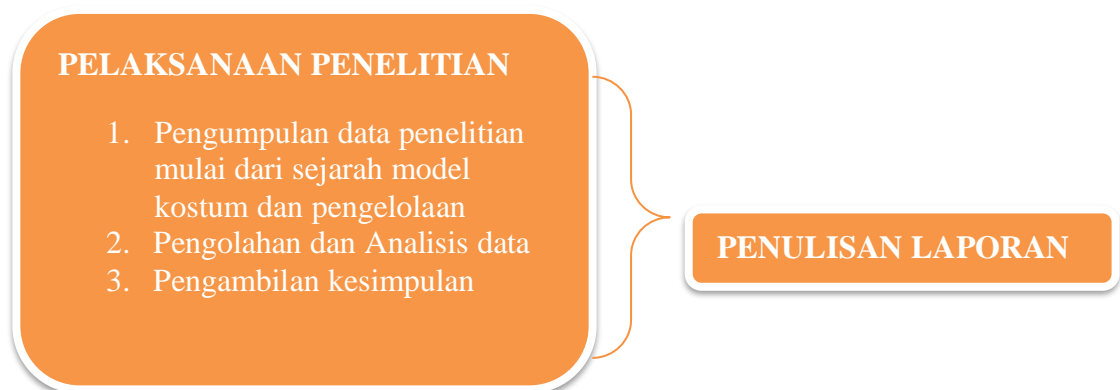 PELAKSANAAN PENELITIAN
1. Pengumpulan data penelitian
mulai dari sejarah model
kostum dan pengelolaan
2. Pengolahan dan Analisis data
3. Pengambilan kesimpulan
PENULISAN LAPORAN